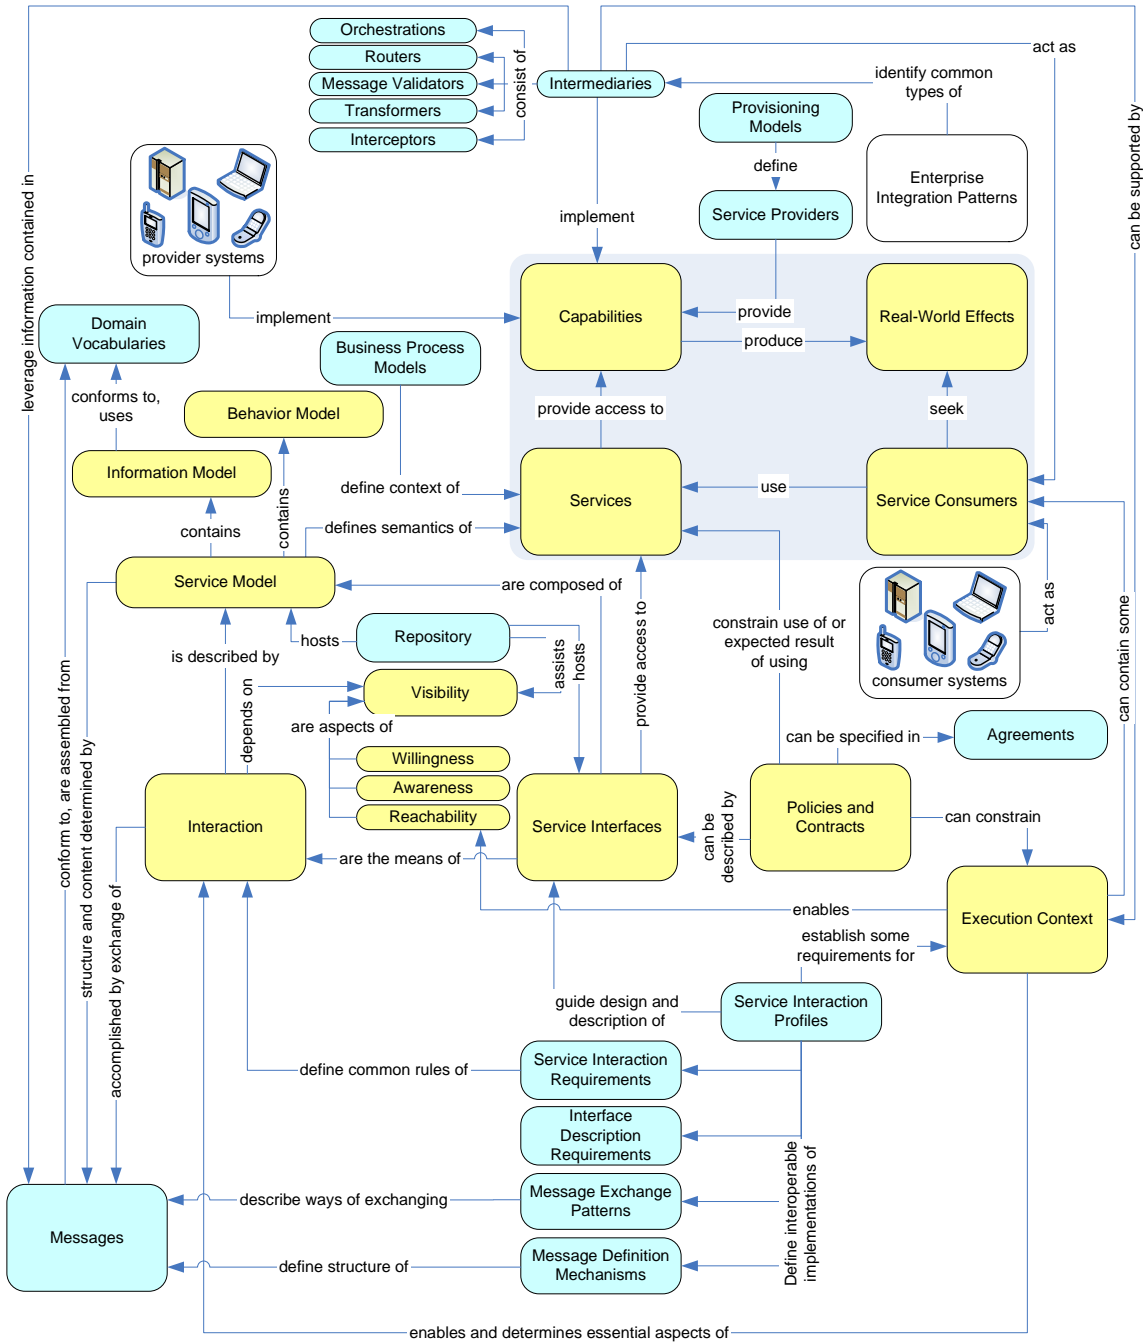 Orchestrations
Routers
Message Validators
Transformers
Interceptors
consist of
Intermediaries
act as
identify common
types of
Provisioning
Models
define
Service Providers
Enterprise
Integration Patterns
can be supported by
leverage information contained in
provider systems
implement
implement
Capabilities
provide
produce
Real-World Effects
Domain
Vocabularies
Business Process
Models
conforms to,
uses
Behavior Model
provide access to
seek
Information Model
define context of
Services
use
Service Consumers
contains
contains
defines semantics of
Service Model
are composed of
act as
consumer systems
hosts
Repository
assists
hosts
provide access to
constrain use of or
expected result
of using
can contain some
is described by
depends on
Visibility
are aspects of
Willingness
Awareness
Reachability
can be specified in
Agreements
conform to, are assembled from
structure and content determined by
accomplished by exchange of
Interaction
are the means of
Service Interfaces
can be
described by
Policies and
Contracts
can constrain
enables
Execution Context
establish some
requirements for
guide design and
description of
Service Interaction
Profiles
define common rules of
Service Interaction
Requirements
Interface
Description
Requirements
Define interoperable
implementations of
describe ways of exchanging
Message Exchange
Patterns
Messages
define structure of
Message Definition
Mechanisms
enables and determines essential aspects of